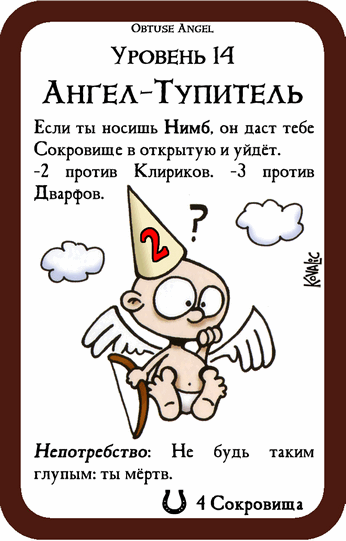 Obtuse Angel
Уровень 14
Ангел-Тупитель
Если ты носишь Нимб, он даст тебе
Сокровище в открытую и уйдёт.
-2 против Клириков. -3 против
Дварфов.
?
2
Kovalic
Непотребство: Не будь таким
глупым: ты мёртв.
4 Сокровища